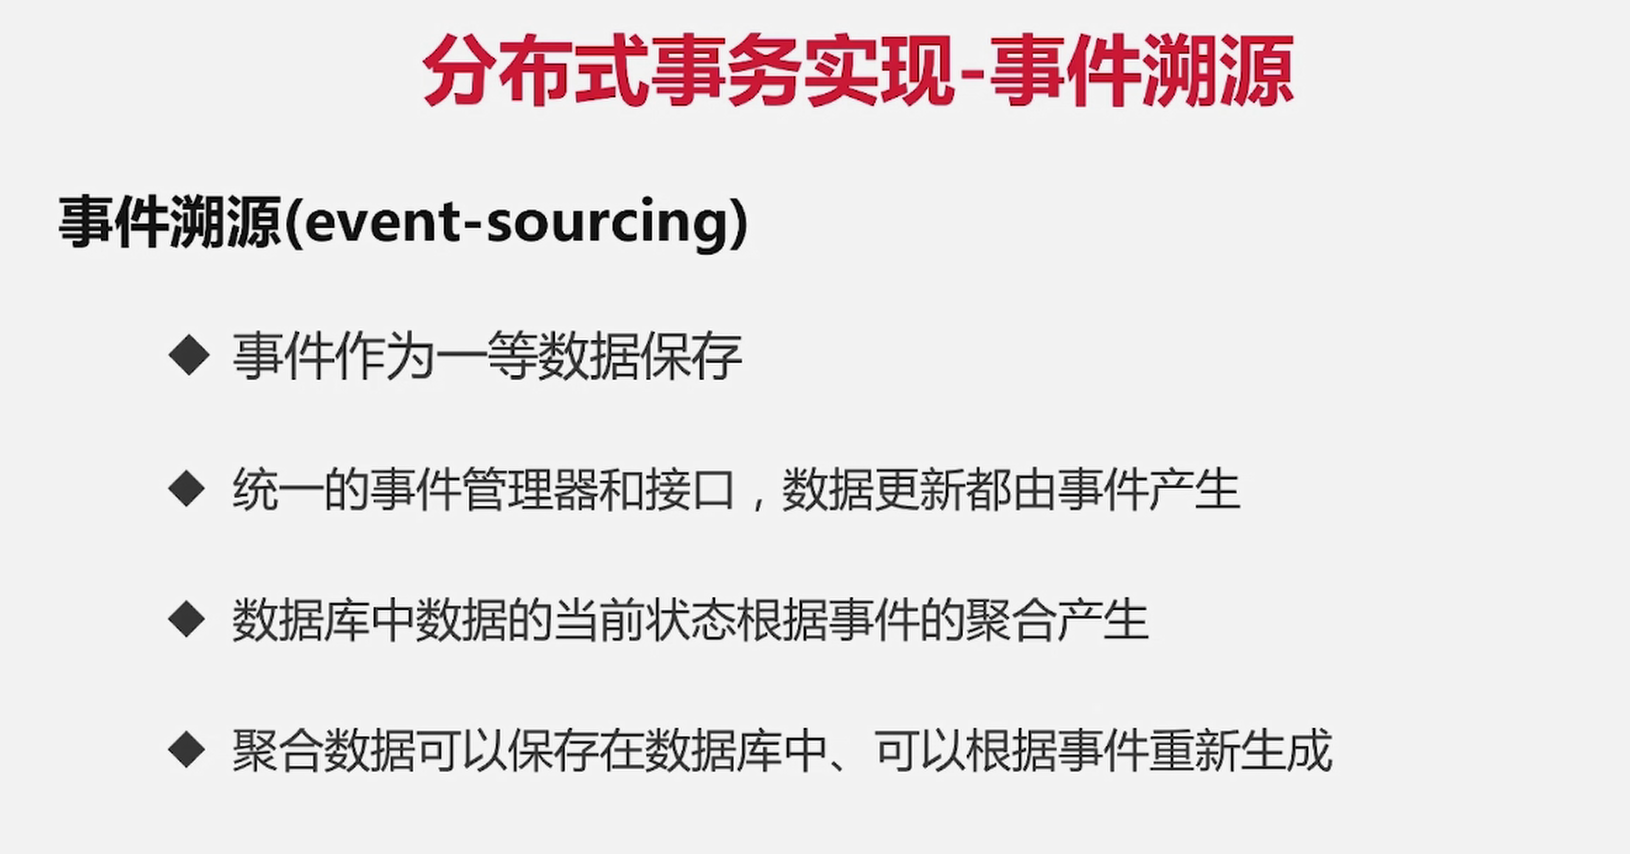 分布式事务实现-事件溯源
事件溯源(event-sourcing)
◆ 事件作为一等数据保存
◆ 统一的事件管理器和接口，数据更新都由事件产生
◆ 数据库中数据的当前状态根据事件的聚合产生
◆ 聚合数据可以保存在数据库中、可以根据事件重新生成